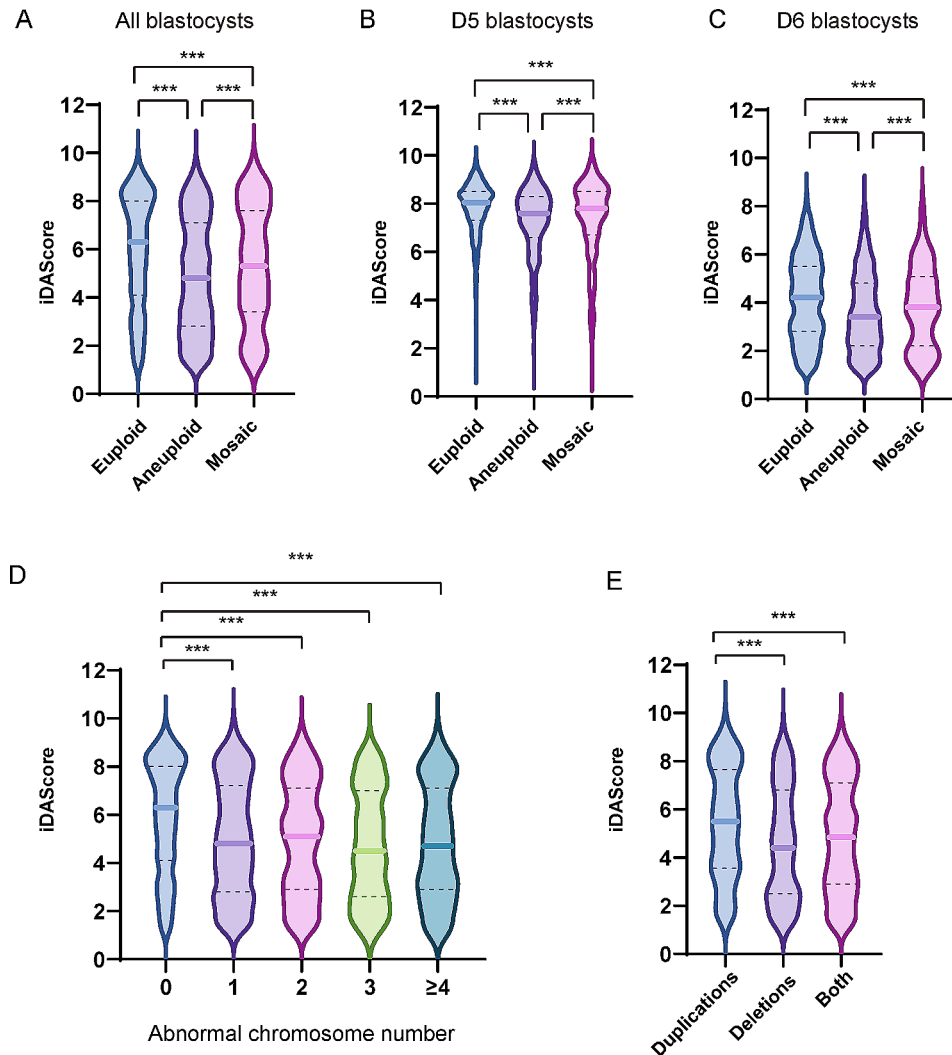 A
All blastocysts
B
D5 blastocysts
C
D6 blastocysts
***
***
***
iDAScore
12
10
8
6
4
2
0
Euploid
Aneuploid
Mosaic
***
***
***
iDAScore
12
10
8
6
4
2
0
Euploid
Aneuploid
Mosaic
***
***
***
iDAScore
12
10
8
6
4
2
0
Euploid
Aneuploid
Mosaic
D
***
***
***
***
iDAScore
12
10
8
6
4
2
0
0
1
2
3
≥4
Abnormal chromosome number
E
***
***
iDAScore
12
10
8
6
4
2
0
Duplications
Deletions
Both